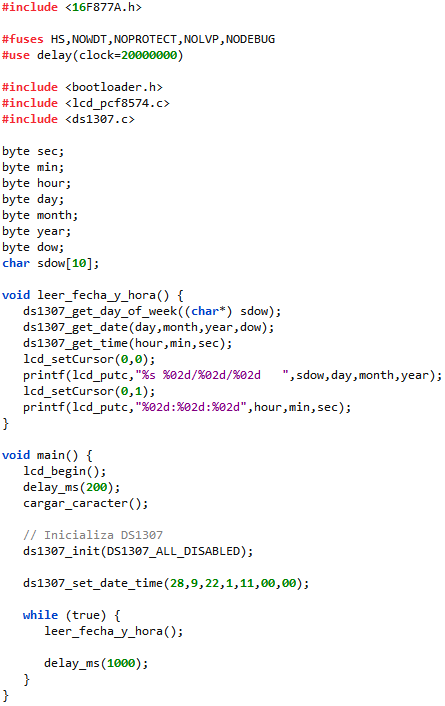 #include <16F877A.h>

#fuses HS,NOWDT,NOPROTECT,NOLVP,NODEBUG
#use delay(clock=20000000)

#include <bootloader.h>
#include <lcd_pcf8574.c>
#include <ds1307.c>

byte sec;
byte min;
byte hour;
byte day;
byte month;
byte year;
byte dow;
char sdow[10];

void leer_fecha_y_hora() {
   ds1307_get_day_of_week((char*) sdow);
   ds1307_get_date(day,month,year,dow);
   ds1307_get_time(hour,min,sec);
   lcd_setCursor(0,0);
   printf(lcd_putc,"%s %02d/%02d/%02d   ",sdow,day,month,year);
   lcd_setCursor(0,1);
   printf(lcd_putc,"%02d:%02d:%02d",hour,min,sec);
}

void main() {
   lcd_begin();
   delay_ms(200);
   cargar_caracter();

   // Inicializa DS1307
   ds1307_init(DS1307_ALL_DISABLED);

   ds1307_set_date_time(28,9,22,1,11,00,00);

   while (true) {
      leer_fecha_y_hora();

      delay_ms(1000);
   }
}